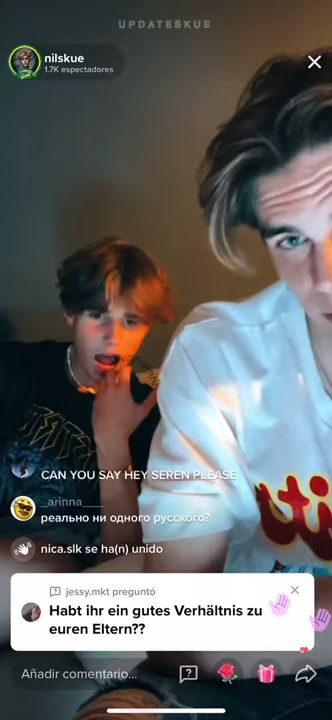 UPDATESKUE
nilskue
1.7K espectadores
CAN YOU SAY HEY SEREN PLEASE
_arinna___
реально ни одного русского?
nica.slk se ha(n) unido
jessy.mkt preguntó
Habt ihr ein gutes Verhältnis zu
euren Eltern??
Añadir comentario...